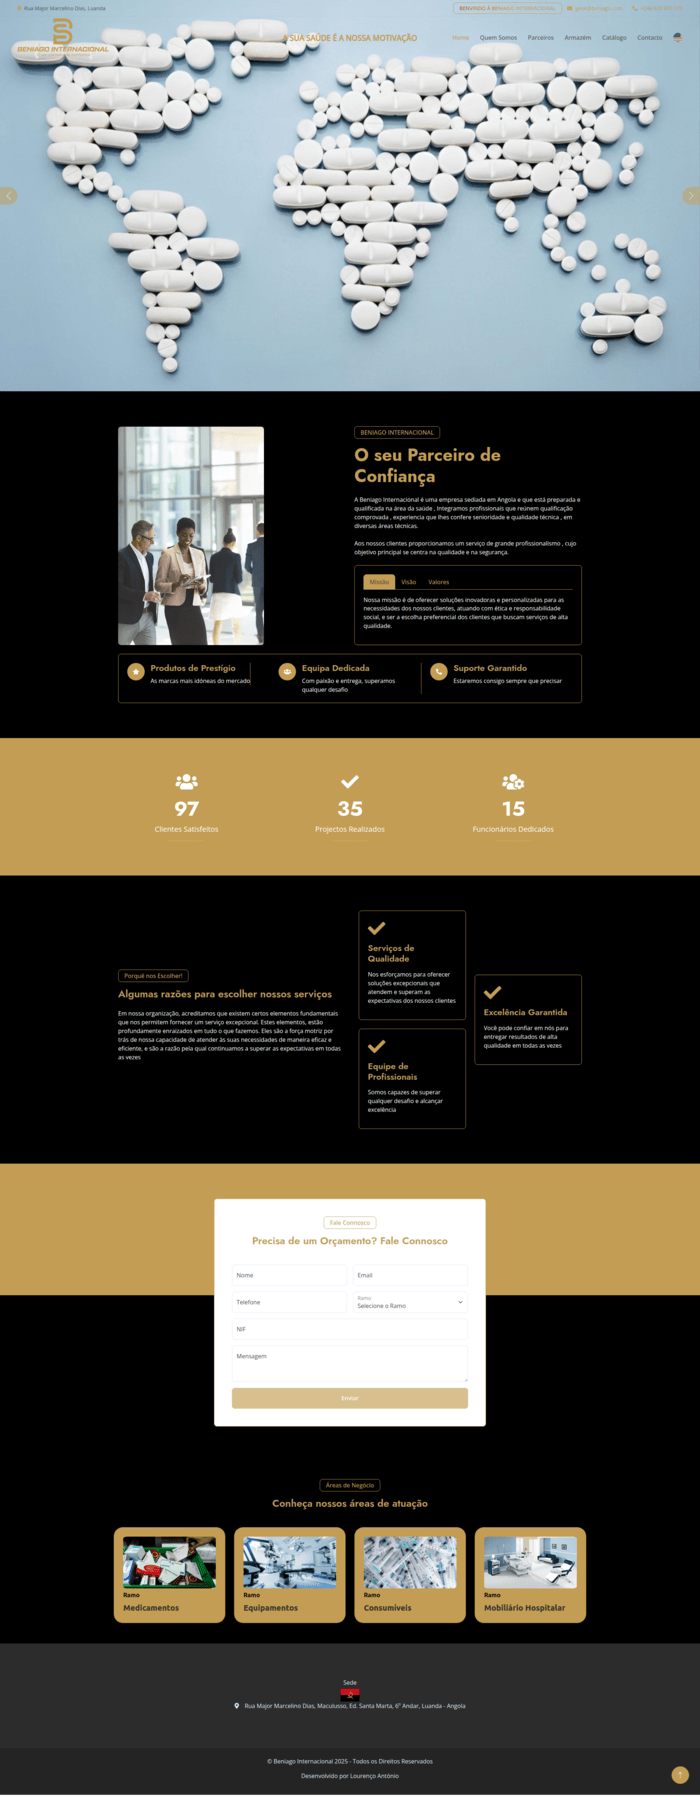 Rua Major Marcelino Dias, Luanda
BENVINDO À BENIAGO INTERNACIONAL
BENIAGO INTERNACIONAL
A SUA SAÚDE É A NOSSA MOTIVAÇÃO
Home Quem Somos Parceiros Armazém Catálogo Contacto
BENIAGO INTERNACIONAL
O seu Parceiro de
Confiança
A Beniago Internacional é uma empresa sediada em Angola e que está preparada e
qualificada na área da saúde , Integramos profissionais que reúnem qualificação
comprovada , experiencia que lhes confere senioridade e qualidade técnica , em
diversas áreas técnicas.
Aos nossos clientes proporcionamos um serviço de grande profissionalismo , cujo
objetivo principal se centra na qualidade e na segurança.
Missão Visão Valores
Nossa missão é de oferecer soluções inovadoras e personalizadas para as
necessidades dos nossos clientes, atuando com ética e responsabilidade
social, e ser a escolha preferencial dos clientes que buscam serviços de alta
qualidade.
Produtos de Prestígio
As marcas mais idóneas do mercado
Equipa Dedicada
Com paixão e entrega, superamos
qualquer desafio
Suporte Garantido
Estaremos consigo sempre que precisar
97
Clientes Satisfeitos
35
Projectos Realizados
15
Funcionários Dedicados
Porquê nos Escolher!
Algumas razões para escolher nossos serviços
Em nossa organização, acreditamos que existem certos elementos fundamentais
que nos permitem fornecer um serviço excepcional. Estes elementos, estão
profundamente enraizados em tudo o que fazemos. Eles são a força motriz por
trás de nossa capacidade de atender às suas necessidades de maneira eficaz e
eficiente, e são a razão pela qual continuamos a superar as expectativas em todas
as vezes
Serviços de
Qualidade
Nos esforçamos para oferecer
soluções excepcionais que
atendem e superam as
expectativas dos nossos clientes
Equipe de
Profissionais
Somos capazes de superar
qualquer desafio e alcançar
excelência
Excelência Garantida
Você pode confiar em nós para
entregar resultados de alta
qualidade em todas as vezes
Fale Connosco
Precisa de um Orçamento? Fale Connosco
Nome
Email
Telefone
Ramo
Selecione o Ramo
NIF
Mensagem
Enviar
Áreas de Negócio
Conheça nossos áreas de atuação
Ramo
Medicamentos
Ramo
Equipamentos
Ramo
Consumíveis
Ramo
Mobiliário Hospitalar
Sede
Rua Major Marcelino DIas, Maculusso, Ed. Santa Marta, 6º Andar, Luanda - Angola
© Beniago Internacional 2025 - Todos os Direitos Reservados
Desenvolvido por Lourenço António